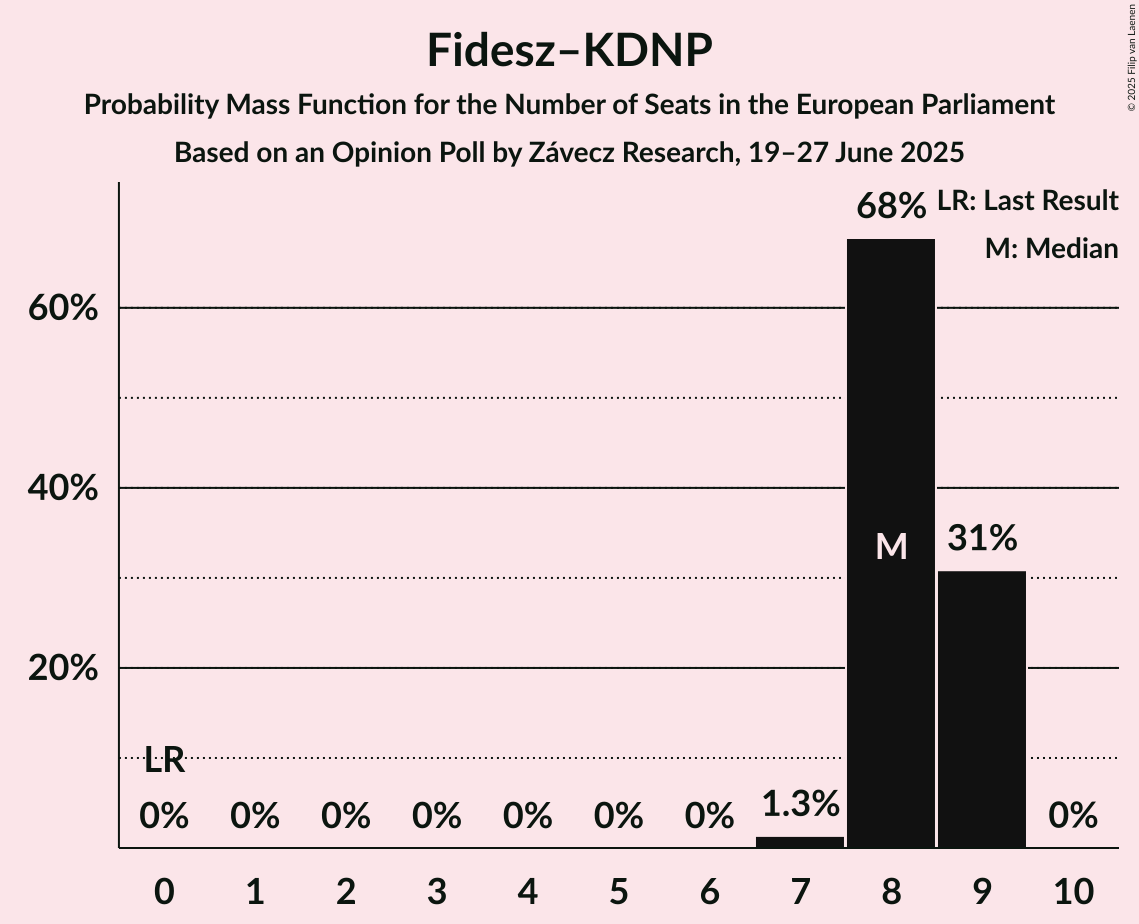 Fidesz–KDNP
Probability Mass Function for the Number of Seats in the European Parliament
Based on an Opinion Poll by Závecz Research, 19–27 June 2025
© 2025 Filip van Laenen
LR: Last Result
M: Median
68%
60%
40%
31%
M
20%
LR
1.3%
0% 0% 0% 0% 0% 0% 0% 0%
0 1 2 3 4 5 6 7 8 9 10